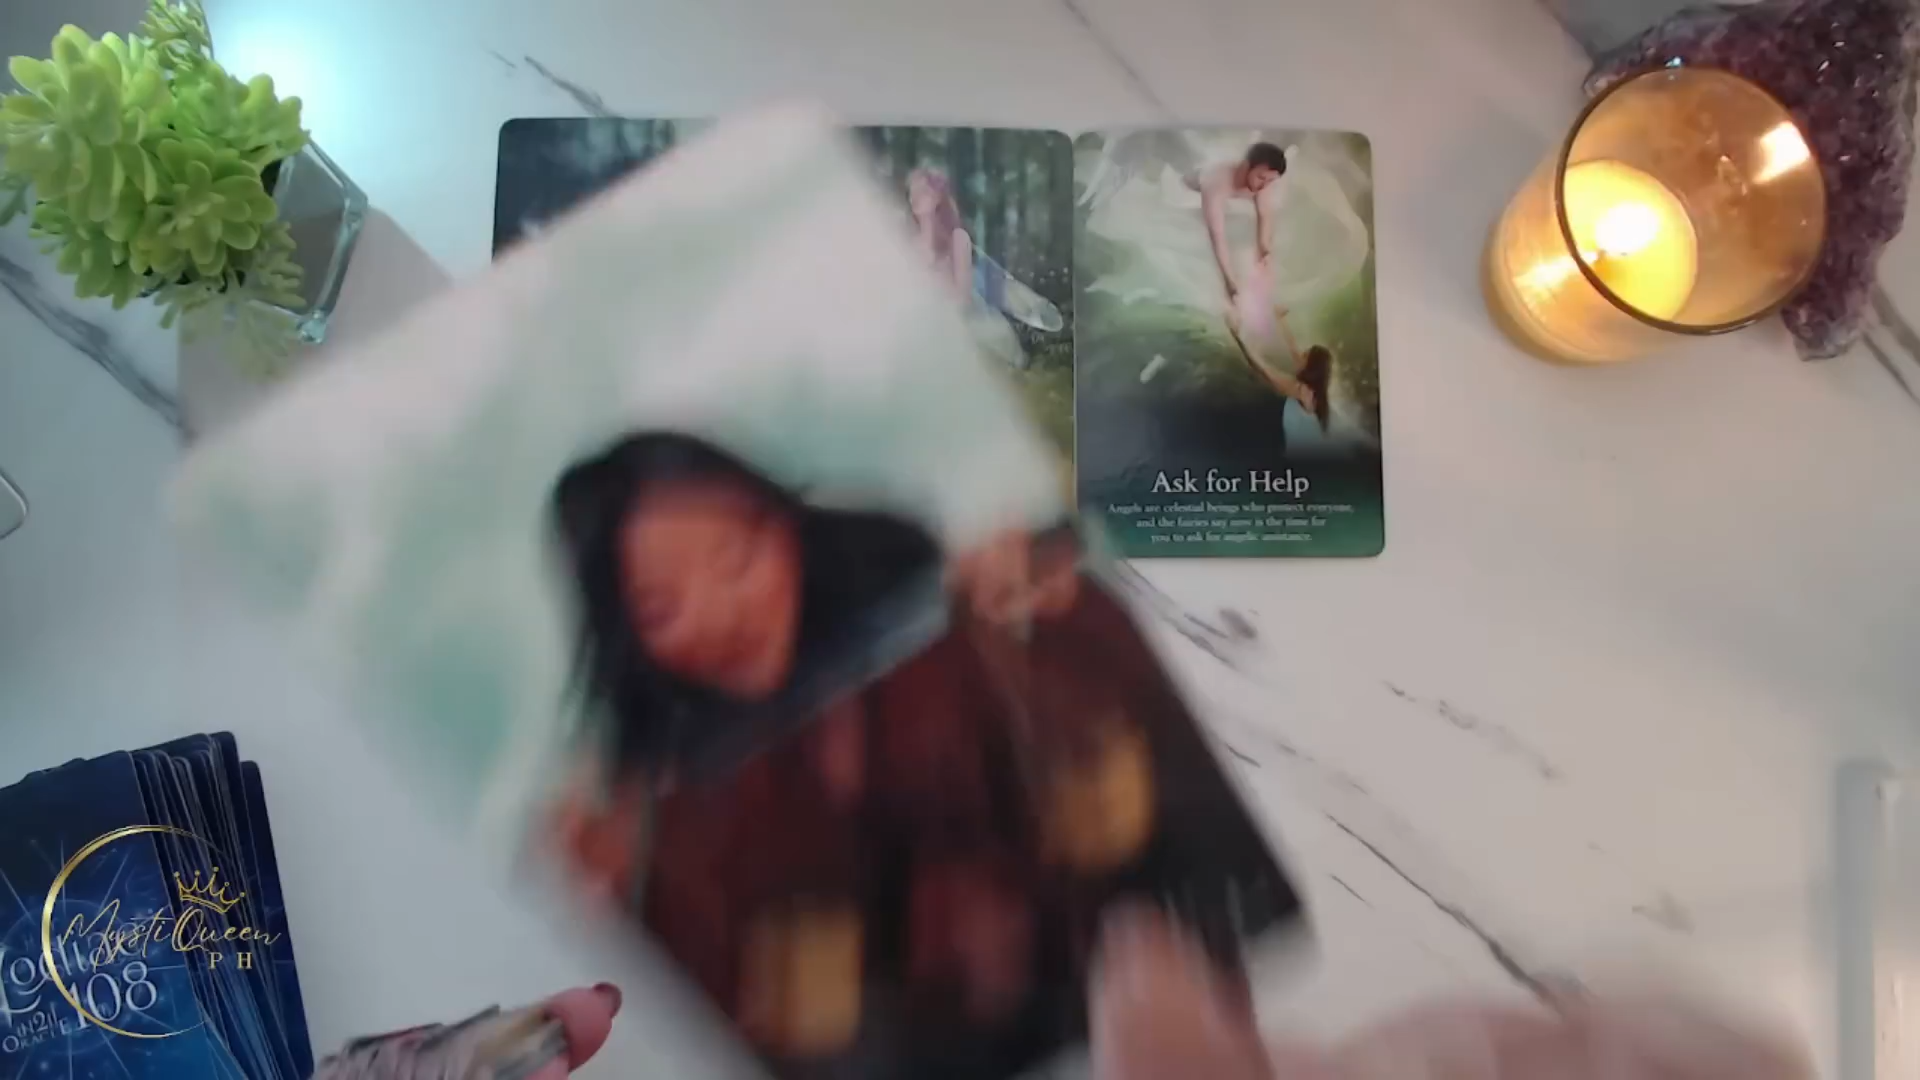 Ask for Help
Angels are celestial beings who protect everyone,
and the fairies say now is the time for
you to ask for angelic assistance.
MystiQueen
PH
108